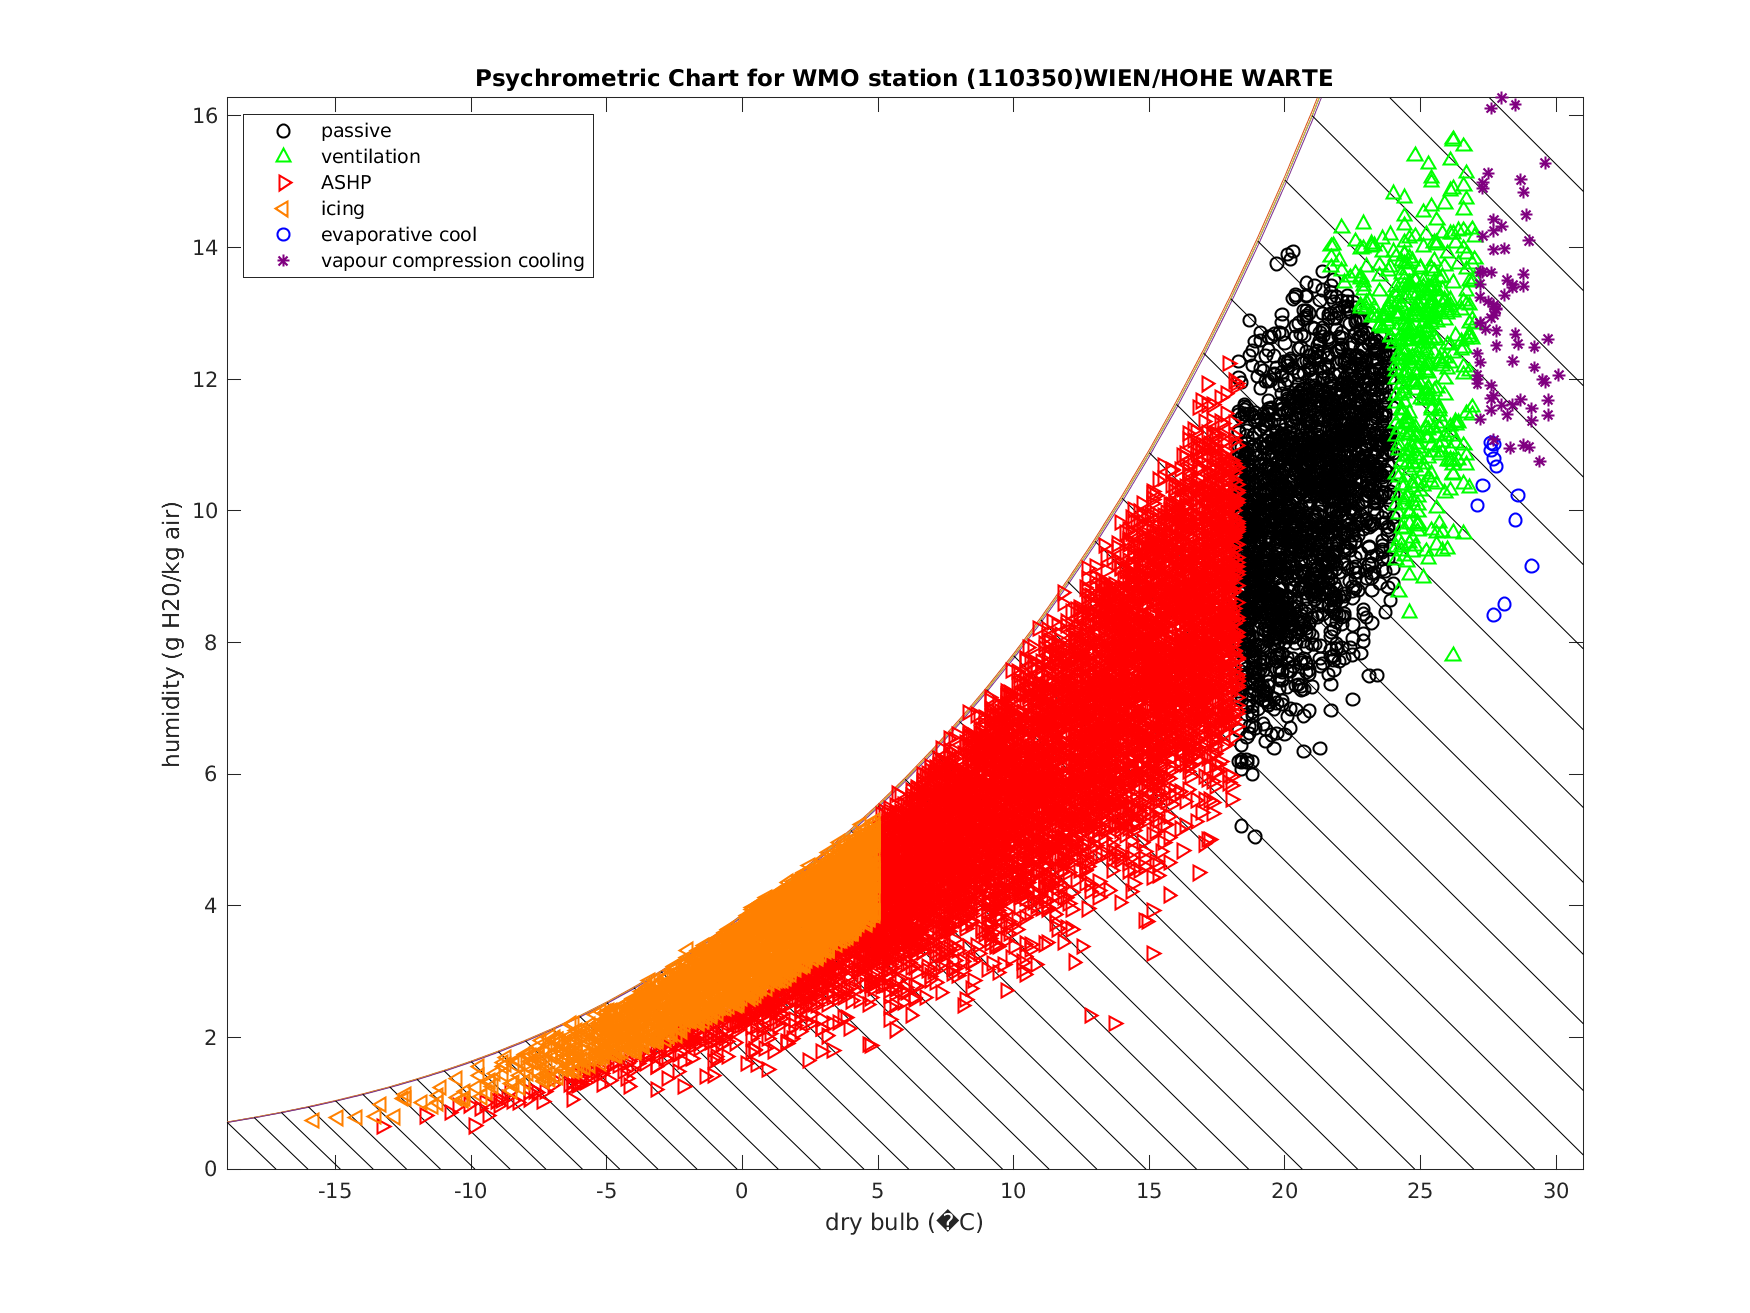 Psychrometric Chart for WMO station (110350)WIEN/HOHE WARTE
passive
ventilation
ASHP
icing
evaporative cool
vapour compression cooling
humidity (g H20/kg air)
16
14
12
10
8
6
4
2
0
-15
-10
-5
0
5
10
15
20
25
30
dry bulb (�C)